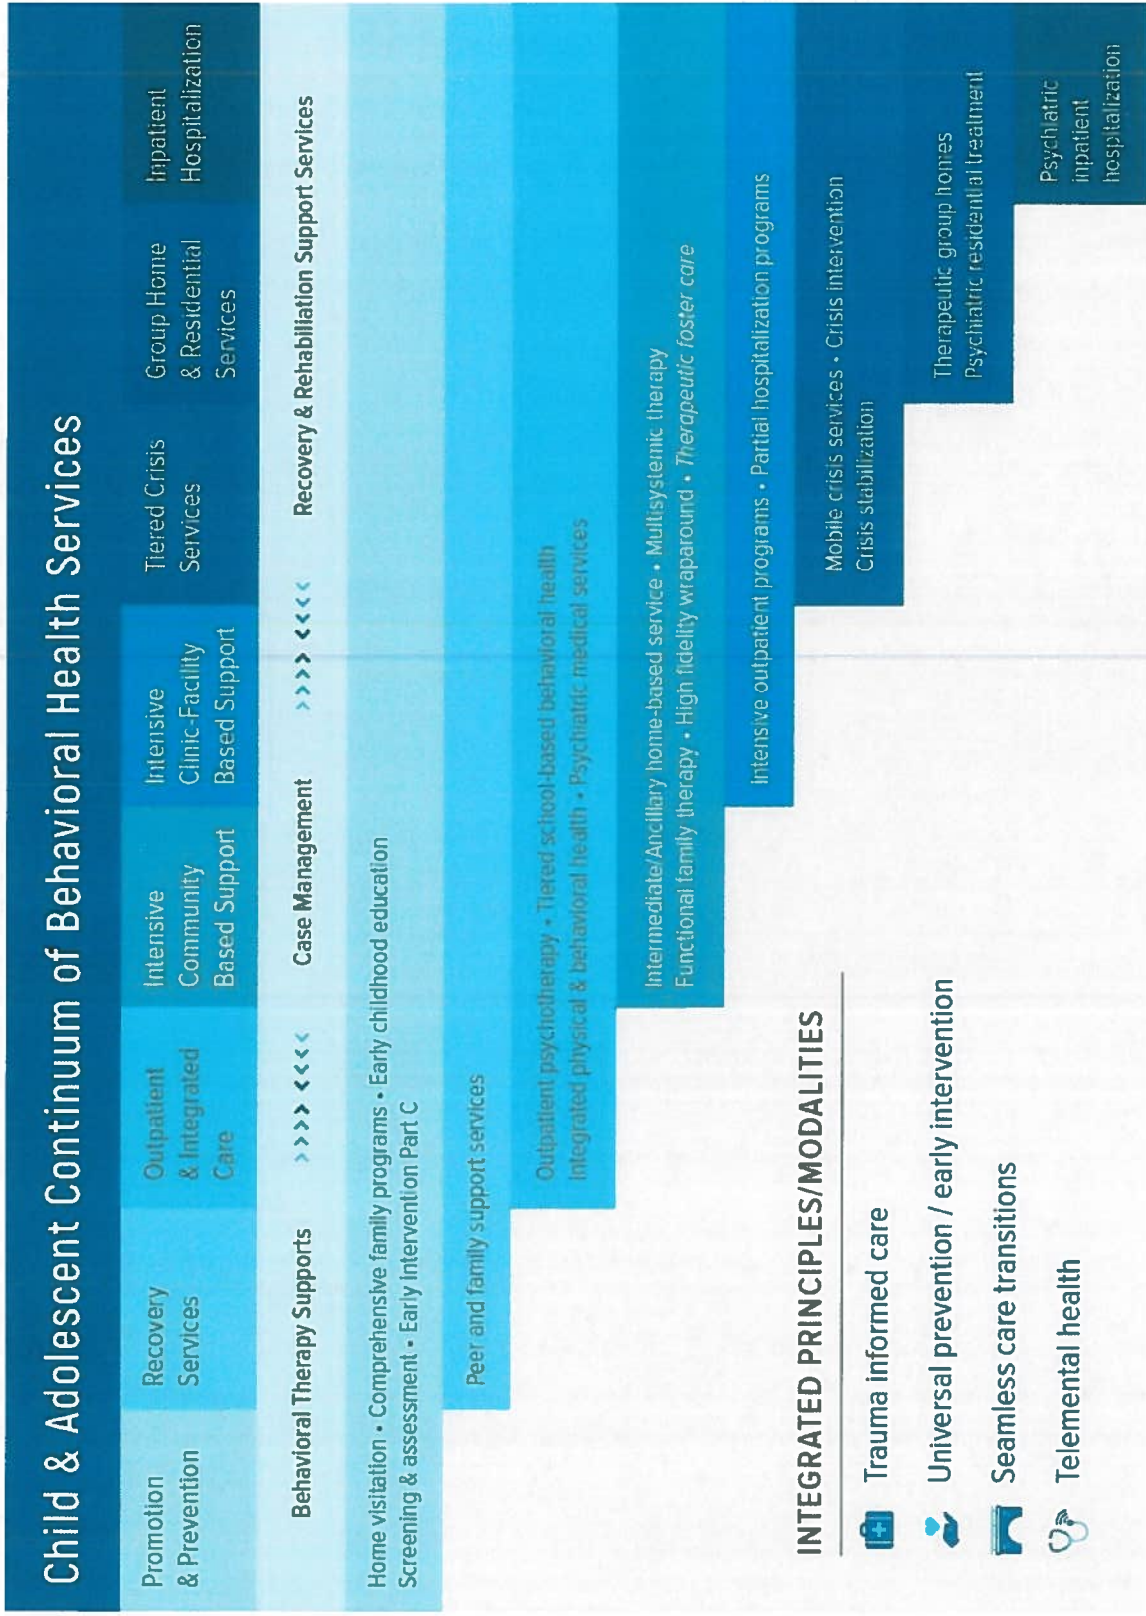 Child & Adolescent Continuum of Behavioral Health Services
Promotion
& Prevention
Recovery
Services
Outpatient
& Integrated
Care
Intensive
Community
Based Support
Intensive
Clinic-Facility
Based Support
Tiered Crisis
Services
Group Home
& Residential
Services
Inpatient
Hospitalization
Behavioral Therapy Supports >>>> <<<< Case Management >>>> <<<< Recovery & Rehabiliation Support Services
Home visitation • Comprehensive family programs • Early childhood education
Screening & assessment • Early Intervention Part C
Peer and family support services
Outpatient psychotherapy • Tiered school-based behavioral health
Integrated physical & behavioral health • Psychiatric medical services
Intermediate/Ancillary home-based service • Multisystemic therapy
Functional family therapy • High fidelity wraparound • Therapeutic foster care
Intensive outpatient programs • Partial hospitalization programs
Mobile crisis services • Crisis intervention
Crisis stabilization
Therapeutic group homes
Psychiatric residential treatment
Psychiatric
inpatient
hospitalization
INTEGRATED PRINCIPLES/MODALITIES
Trauma informed care
Universal prevention / early intervention
Seamless care transitions
Telemental health